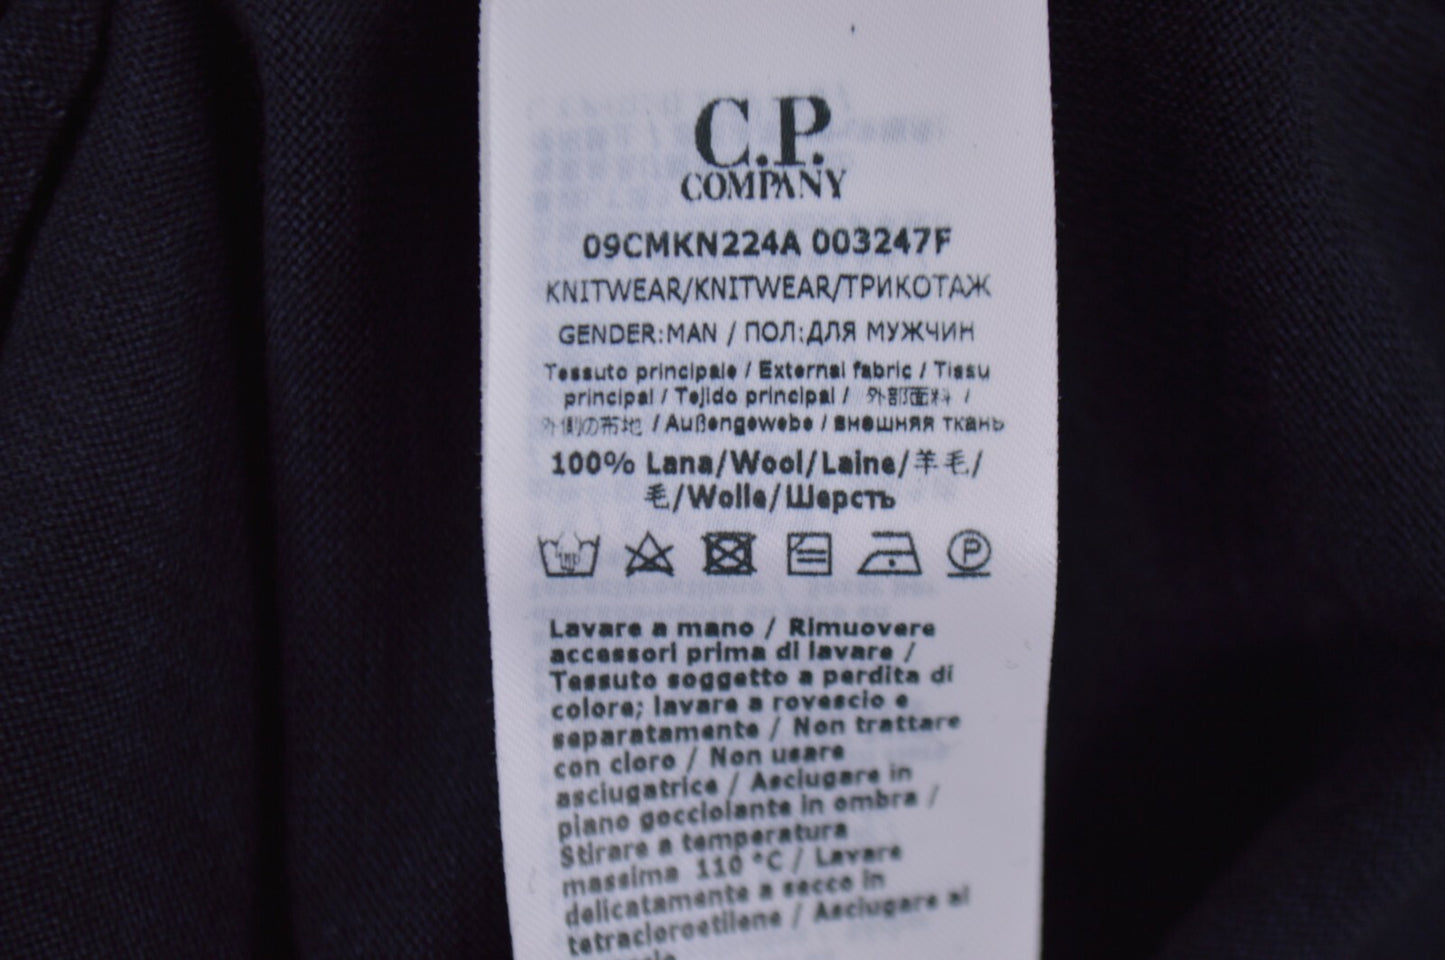 C.P.
COMPANY
09CMKN224A 003247F
KNITWEAR/KNITWEAR/ТРИКОТАЖ
GENDER:MAN / ПОЛ:ДЛЯ МУЖЧИН
Tessuto principale / External fabric / Tissu
principal / Tejido principal / 外部面料 /
外側の布地 / Außengewebe / внешняя ткань
100% Lana/Wool/Laine/羊毛/
毛/Wolle/Шерсть
P
Lavare a mano / Rimuovere
accessori prima di lavare /
Tessuto soggetto a perdita di
colore; lavare a rovescio e
separatamente / Non trattare
con cloro / Non usare
asciugatrice / Asciugare in
piano gocciolante in ombra /
Stirare a temperatura
massima 110 °C / Lavare
delicatamente a secco in
tetracloroetilene / Asciugare al